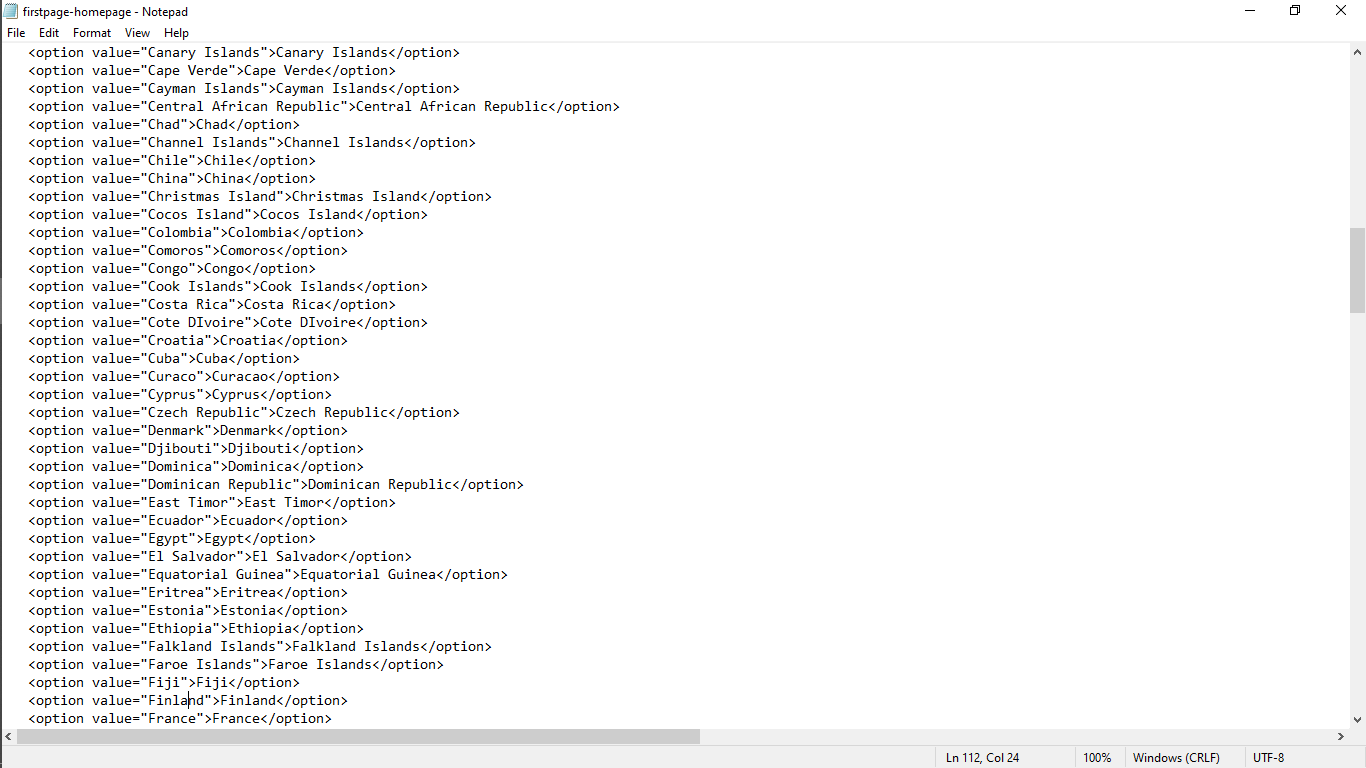 firstpage-homepage - Notepad
File Edit Format View Help
<option value="Canary Islands">Canary Islands</option>
<option value="Cape Verde">Cape Verde</option>
<option value="Cayman Islands">Cayman Islands</option>
<option value="Central African Republic">Central African Republic</option>
<option value="Chad">Chad</option>
<option value="Channel Islands">Channel Islands</option>
<option value="Chile">Chile</option>
<option value="China">China</option>
<option value="Christmas Island">Christmas Island</option>
<option value="Cocos Island">Cocos Island</option>
<option value="Colombia">Colombia</option>
<option value="Comoros">Comoros</option>
<option value="Congo">Congo</option>
<option value="Cook Islands">Cook Islands</option>
<option value="Costa Rica">Costa Rica</option>
<option value="Cote DIvoire">Cote DIvoire</option>
<option value="Croatia">Croatia</option>
<option value="Cuba">Cuba</option>
<option value="Curaco">Curacao</option>
<option value="Cyprus">Cyprus</option>
<option value="Czech Republic">Czech Republic</option>
<option value="Denmark">Denmark</option>
<option value="Djibouti">Djibouti</option>
<option value="Dominica">Dominica</option>
<option value="Dominican Republic">Dominican Republic</option>
<option value="East Timor">East Timor</option>
<option value="Ecuador">Ecuador</option>
<option value="Egypt">Egypt</option>
<option value="El Salvador">El Salvador</option>
<option value="Equatorial Guinea">Equatorial Guinea</option>
<option value="Eritrea">Eritrea</option>
<option value="Estonia">Estonia</option>
<option value="Ethiopia">Ethiopia</option>
<option value="Falkland Islands">Falkland Islands</option>
<option value="Faroe Islands">Faroe Islands</option>
<option value="Fiji">Fiji</option>
<option value="Finland">Finland</option>
<option value="France">France</option>
Ln 112, Col 24 100% Windows (CRLF) UTF-8